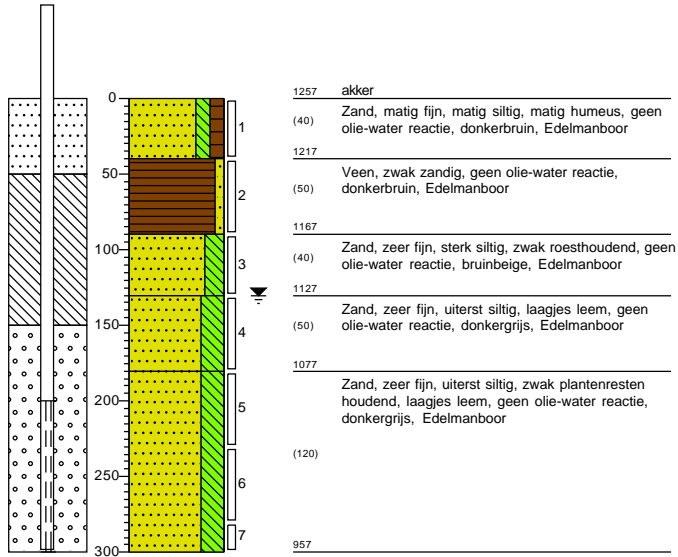 0
50
100
150
200
250
300
1
2
3
4
5
6
7
1257 akker
(40) Zand, matig fijn, matig siltig, matig humeus, geen
olie-water reactie, donkerbruin, Edelmanboor
1217
Veen, zwak zandig, geen olie-water reactie,
(50) donkerbruin, Edelmanboor
1167
(40) Zand, zeer fijn, sterk siltig, zwak roesthoudend, geen
olie-water reactie, bruinbeige, Edelmanboor
1127
Zand, zeer fijn, uiterst siltig, laagjes leem, geen
(50) olie-water reactie, donkergrijs, Edelmanboor
1077
Zand, zeer fijn, uiterst siltig, zwak plantenresten
houdend, laagjes leem, geen olie-water reactie,
donkergrijs, Edelmanboor
(120)
957